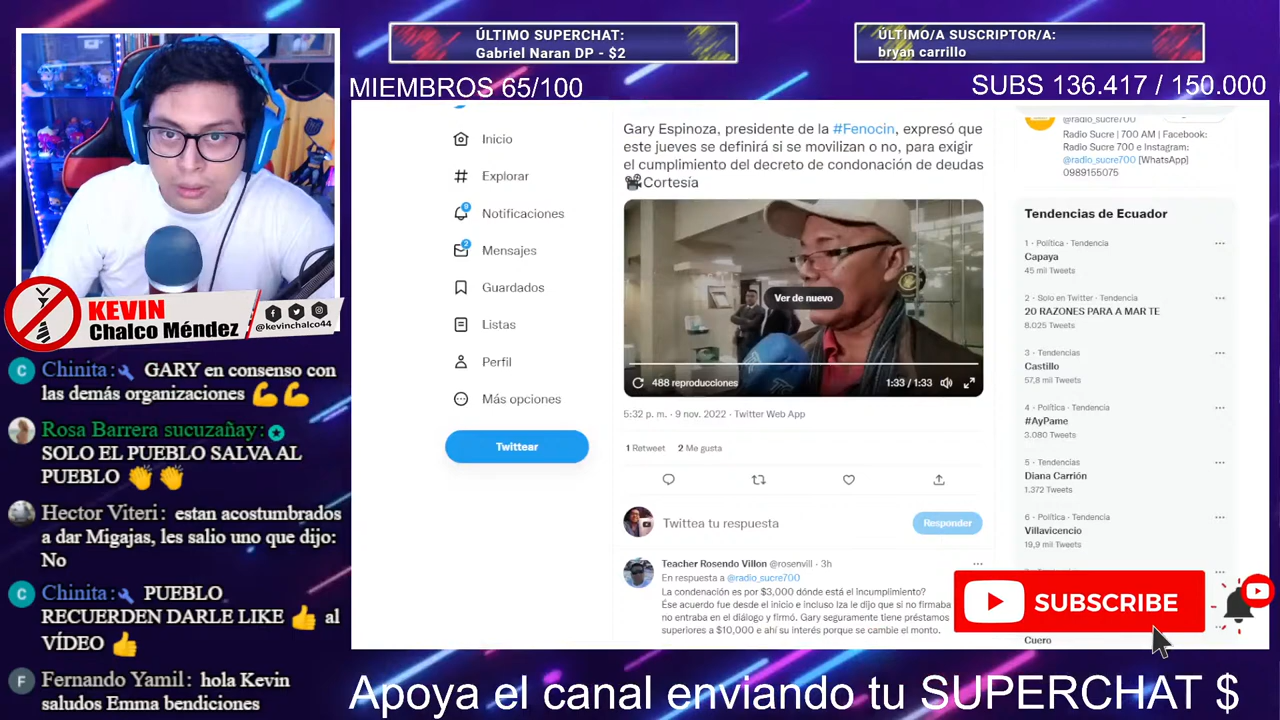 ÚLTIMO SUPERCHAT:
Gabriel Naran DP - $2
ÚLTIMO/A SUSCRIPTOR/A:
bryan carrillo
MIEMBROS 65/100
SUBS 136.417 / 150.000
KEVIN
Chalco Méndez
@kevinchalco44
Chinita: GARY en consenso con
las demás organizaciones 💪💪
Rosa Barrera sucuzañay:
SOLO EL PUEBLO SALVA AL
PUEBLO 👏👏
Hector Viteri: estan acostumbrados
a dar Migajas, les salio uno que dijo:
No
Chinita: PUEBLO
RECUERDEN DARLE LIKE 👍 al
VÍDEO 👍
Fernando Yamil: hola Kevin
saludos Emma bendiciones
Inicio
Explorar
9
Notificaciones
2
Mensajes
Guardados
Listas
Perfil
Más opciones
Twittear
Gary Espinoza, presidente de la #Fenocin, expresó que
este jueves se definirá si se movilizan o no, para exigir
el cumplimiento del decreto de condonación de deudas
📽Cortesía
Ver de nuevo
488 reproducciones
1:33 / 1:33
5:32 p. m. · 9 nov. 2022 · Twitter Web App
1 Retweet 2 Me gusta
Twittea tu respuesta
Responder
Teacher Rosendo Villon @rosenvill · 3h
En respuesta a @radio_sucre700
La condenación es de $3,000 dónde está el Incumplimiento?
Ése acuerdo fue desde el inicio e incluso Iza le dijo que si no firmaba
no entraba en el diálogo y firmó. Gary seguramente tiene préstamos
superiores a $10,000 e ahí su interés porque se cambie el monto.
@radio_sucre700
Radio Sucre | 700 AM | Facebook:
Radio Sucre 700 e Instagram:
@radio_sucre700 [WhatsApp]
0989155075
Tendencias de Ecuador
1 · Política · Tendencia
Capaya
45 mil Tweets
2 · Solo en Twitter · Tendencia
20 RAZONES PARA A MAR TE
8.025 Tweets
3 · Tendencias
Castillo
57,8 mil Tweets
4 · Política · Tendencia
#AyPame
3.080 Tweets
5 · Tendencias
Diana Carrión
1.372 Tweets
6 · Política · Tendencia
Villavicencio
19,9 mil Tweets
Cuero
SUBSCRIBE
Apoya el canal enviando tu SUPERCHAT $